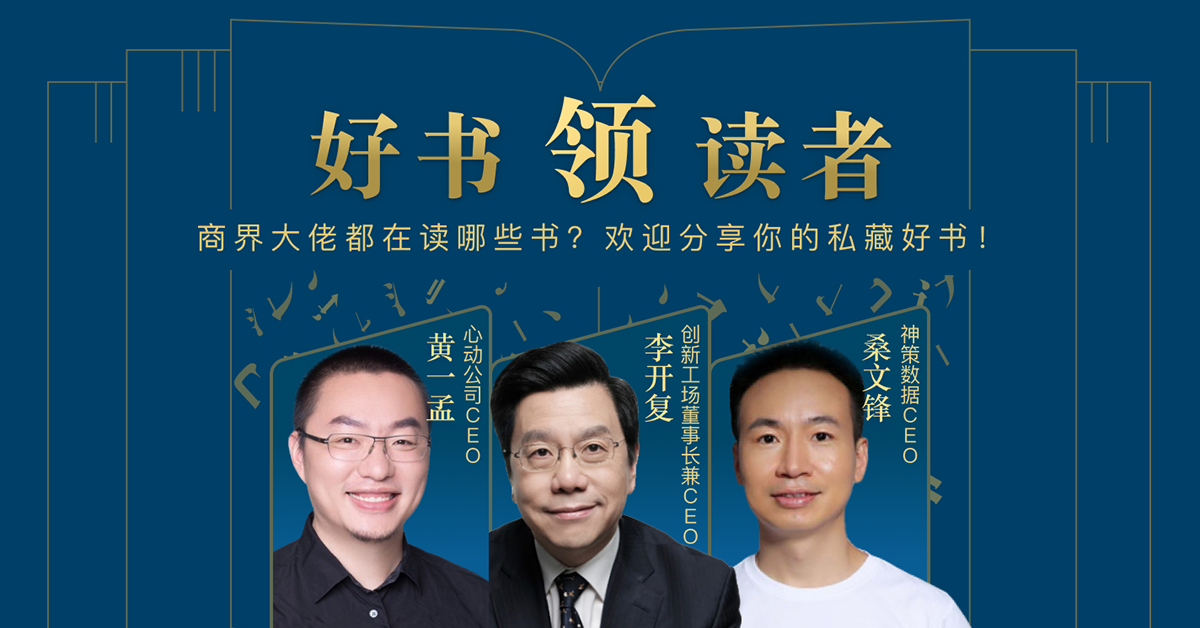 好书领读者
商界大佬都在读哪些书？欢迎分享你的私藏好书！
心动公司CEO
黄一孟
创新工场董事长兼CEO
李开复
神策数据CEO
桑文锋